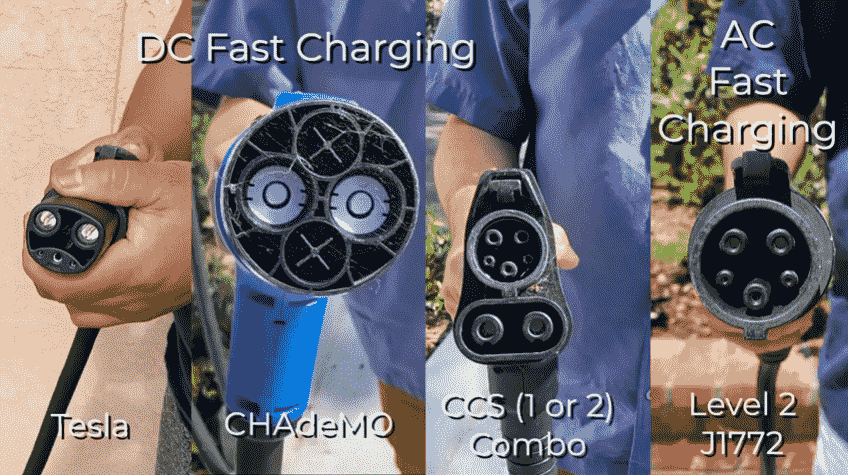 DC Fast Charging
AC
Fast
Charging
Tesla
CHAdeMO
CCS (1 or 2)
Combo
Level 2
J1772